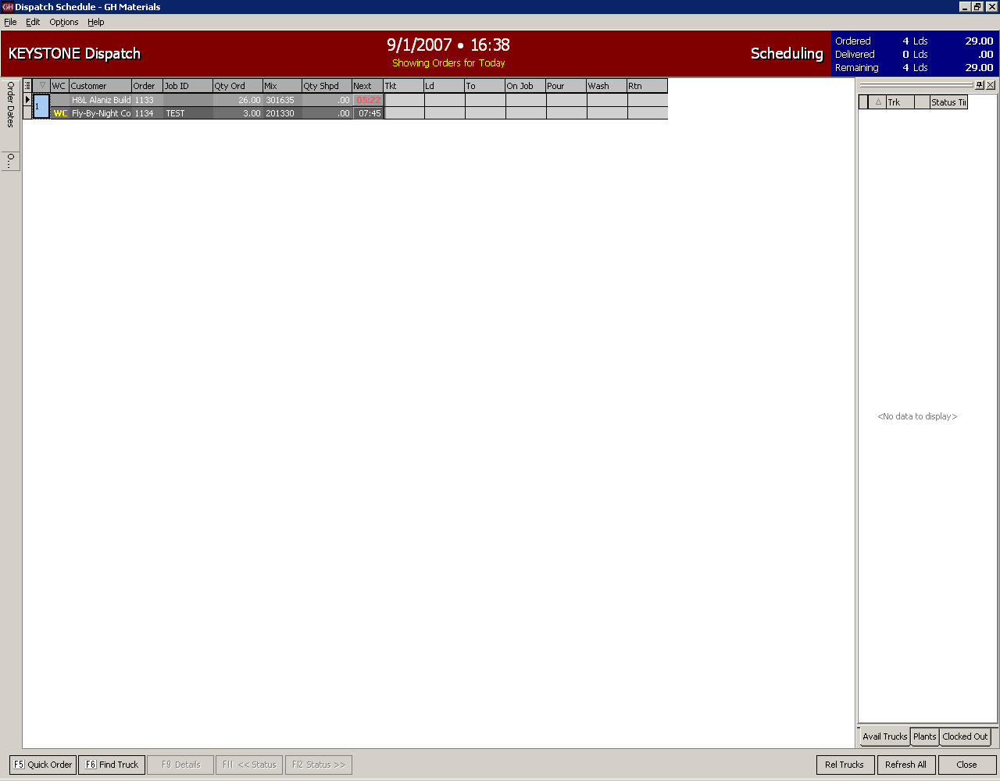 GH Dispatch Schedule - GH Materials
File Edit Options Help
KEYSTONE Dispatch
9/1/2007 • 16:38
Showing Orders for Today
Scheduling
Ordered 4 Lds 29.00
Delivered 0 Lds .00
Remaining 4 Lds 29.00
Order Dates
O...
WC Customer Order Job ID Qty Ord Mix Qty Shpd Next Tkt Ld To On Job Pour Wash Rtn
1
H&L Alaniz Build 1133 26.00 301635 .00 05:22
WC Fly-By-Night Co 1134 TEST 3.00 201330 .00 07:45
Trk Status Tii
<No data to display>
Avail Trucks Plants Clocked Out
F5 Quick Order F6 Find Truck F9 Details F11 << Status F12 Status >> Rel Trucks Refresh All Close